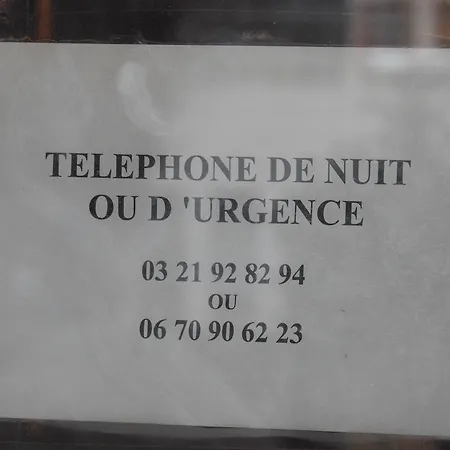 TELEPHONE DE NUIT
OU D 'URGENCE
03 21 92 82 94
OU
06 70 90 62 23